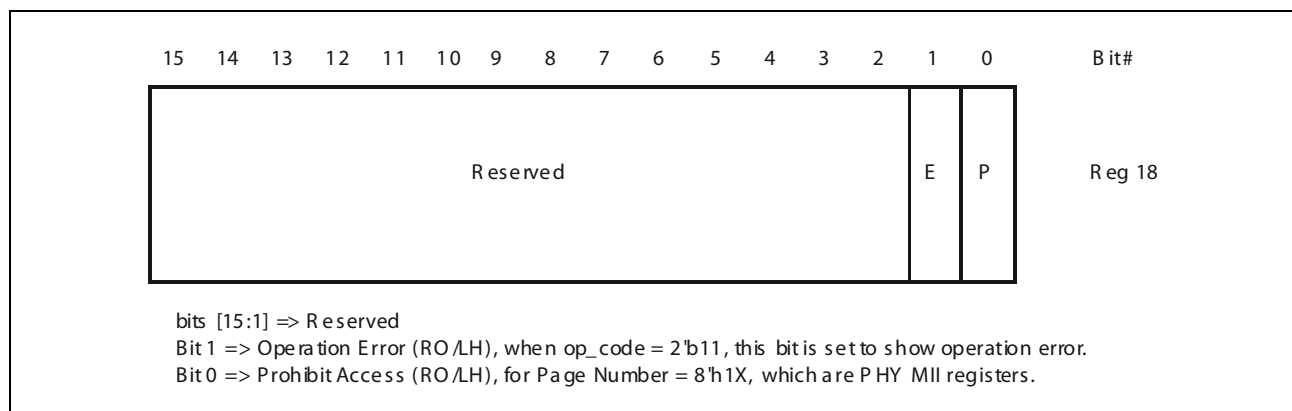 15 14 13 12 11 10 9 8 7 6 5 4 3 2 1 0 Bit#
Reserved E P Reg 18
bits [15:1] => Reserved
Bit 1 => Operation Error (RO/LH), when op_code = 2'b11, this bit is set to show operation error.
Bit 0 => Prohibit Access (RO/LH), for Page Number = 8'h1X, which are PHY MII registers.